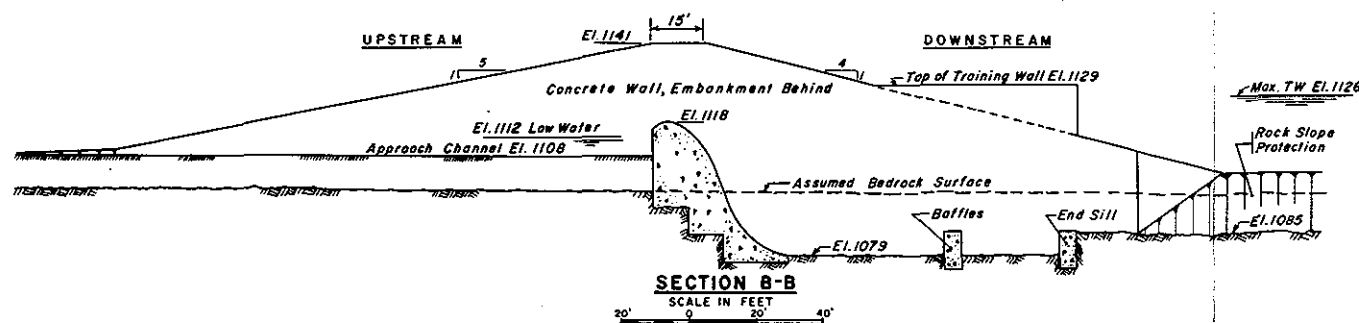 15'
UPSTREAM
El.1141
DOWNSTREAM
1 5
4 1
Top of Training Wall El.1129
Concrete Wall, Embankment Behind
Max. TW El.1126
El.1118
El.1112 Low Water
Rock Slope
Protection
Approach Channel El. 1108
Assumed Bedrock Surface
Baffles
End Sill
El.1085
El.1079
SECTION B-B
SCALE IN FEET
20' 0 20' 40'